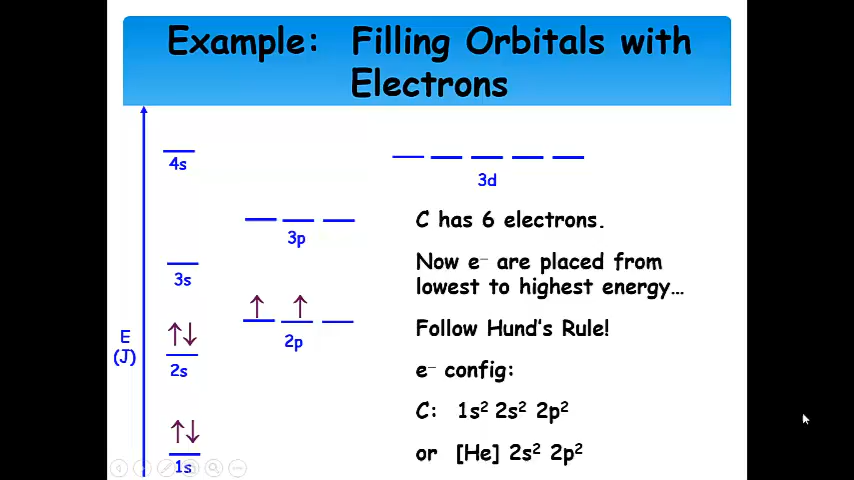 Example: Filling Orbitals with
Electrons
4s
3d
3p
C has 6 electrons.
3s
Now e⁻ are placed from
lowest to highest energy…
↑ ↑
2p
Follow Hund's Rule!
E
(J)
↑↓
2s
e⁻ config:
C: 1s² 2s² 2p²
↑↓
1s
or [He] 2s² 2p²